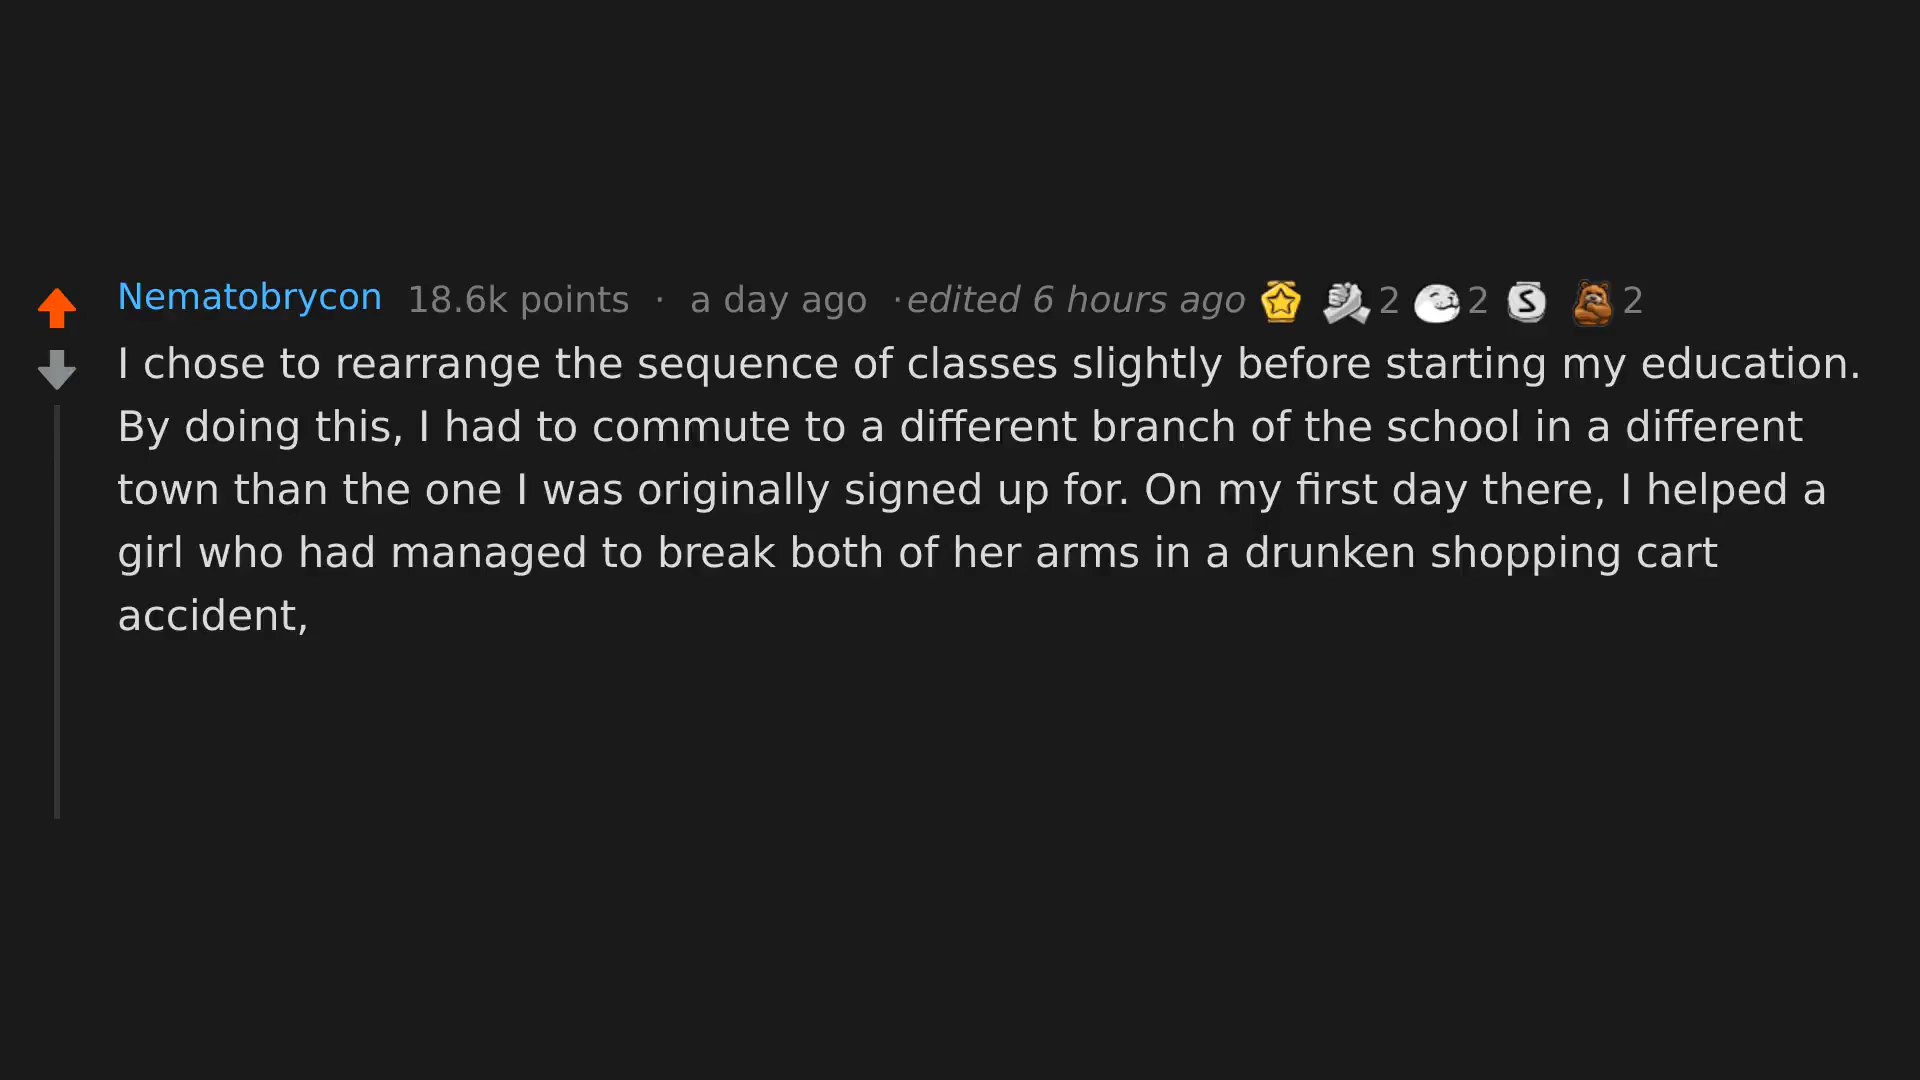 Nematobrycon 18.6k points · a day ago ·edited 6 hours ago 2 2 S 2
I chose to rearrange the sequence of classes slightly before starting my education.
By doing this, I had to commute to a different branch of the school in a different
town than the one I was originally signed up for. On my first day there, I helped a
girl who had managed to break both of her arms in a drunken shopping cart
accident,